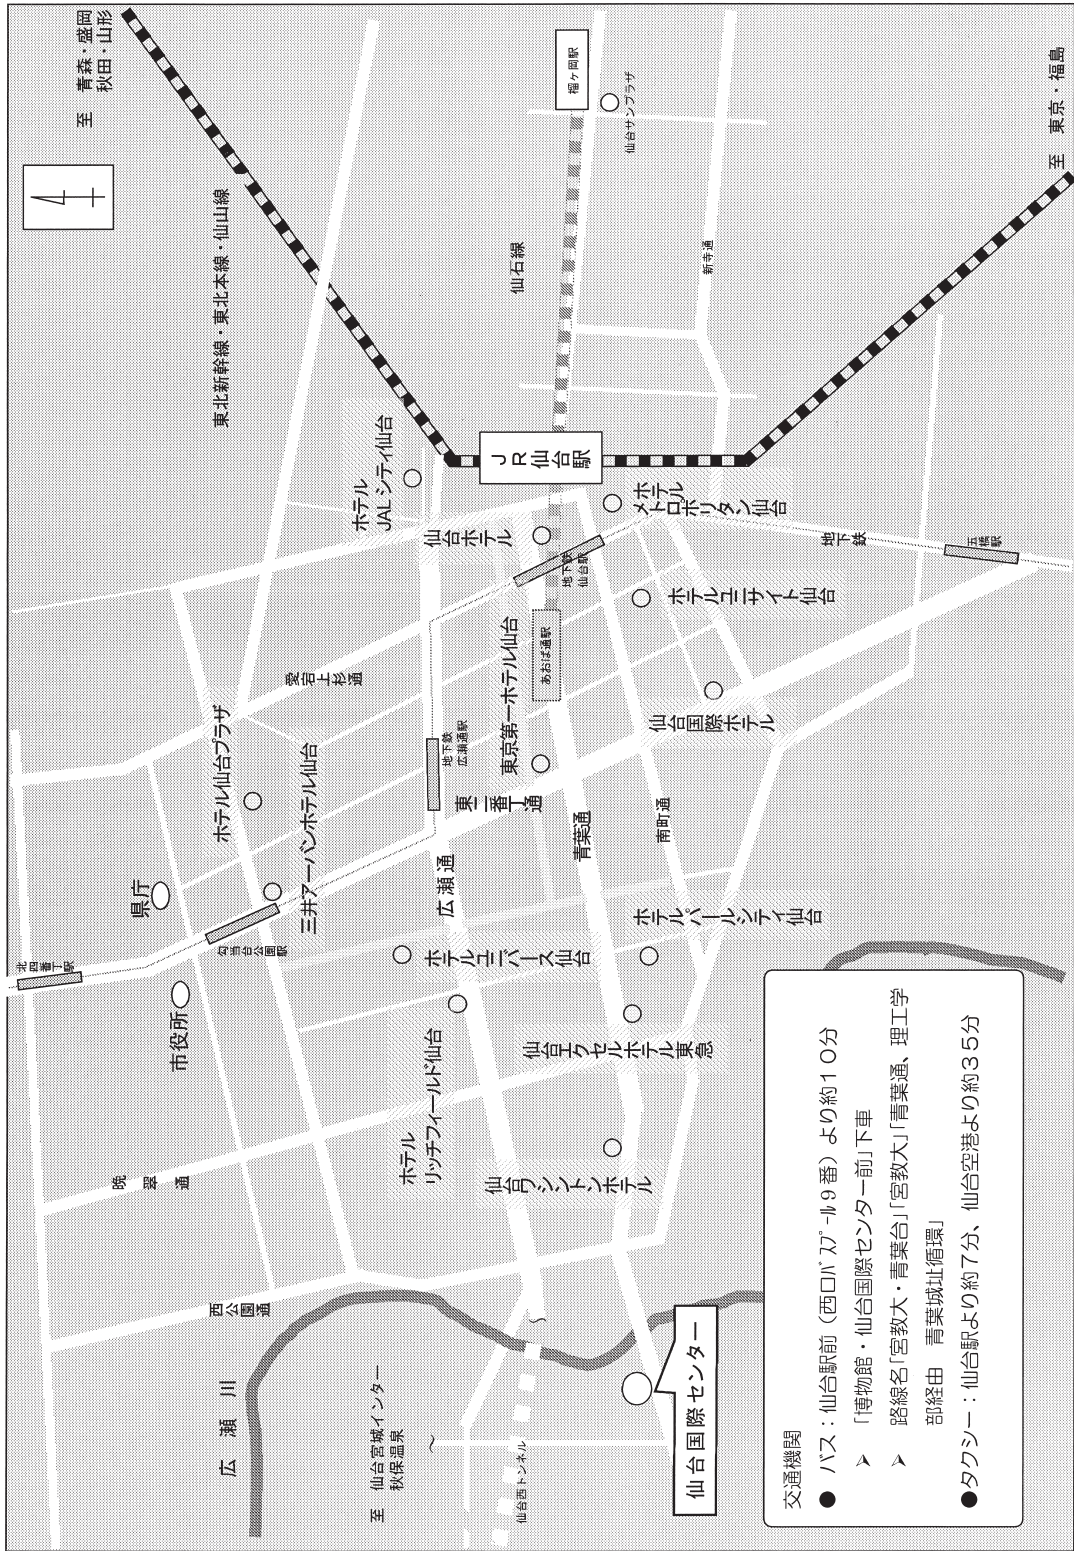 至 青森・盛岡
秋田・山形
東北新幹線・東北本線・仙山線
榴ヶ岡駅
仙台サンプラザ
至 東京・福島
仙石線
新寺通
JR仙台駅
ホテル
JALシティ仙台
仙台ホテル
ホテル
メトロポリタン仙台
地下鉄
仙台駅
地下鉄
五橋駅
ホテルユニサイト仙台
あおば通駅
東京第一ホテル仙台
愛宕上杉通
仙台国際ホテル
ホテル仙台プラザ
三井アーバンホテル仙台
地下鉄
広瀬通駅
東二番丁通
青葉通
南町通
広瀬通
県庁
勾当台公園駅
北四番丁駅
市役所
ホテルユニバース仙台
ホテルパールシティ仙台
ホテル
リッチフィールド仙台
仙台エクセルホテル東急
仙台ワシントンホテル
晩翠通
西公園通
広瀬川
至 仙台宮城インター
秋保温泉
仙台西トンネル
仙台国際センター
交通機関
● バス：仙台駅前（西口バスプール9番）より約10分
➢ 「博物館・仙台国際センター前」下車
➢ 路線名「宮教大・青葉台」「宮教大」「青葉通、理工学
部経由 青葉城址循環」
●タクシー：仙台駅より約7分、仙台空港より約35分